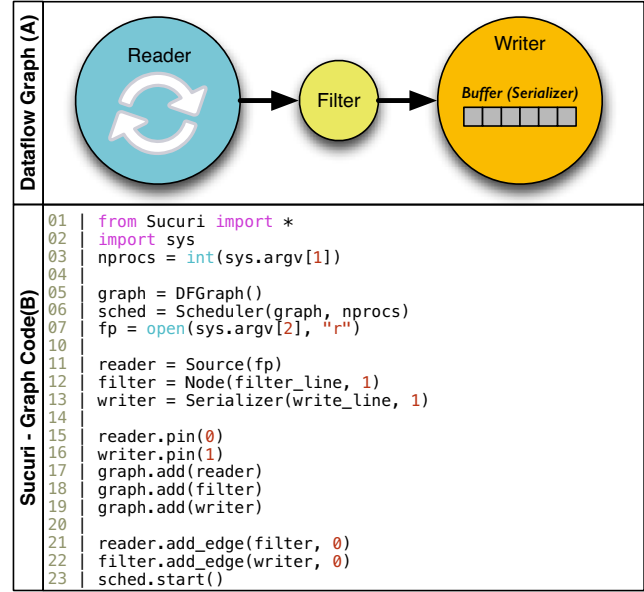 Dataflow Graph (A)
Reader
Filter
Writer
Buffer (Serializer)
Sucuri - Graph Code(B)
01 | from Sucuri import *
02 | import sys
03 | nprocs = int(sys.argv[1])
04 |
05 | graph = DFGraph()
06 | sched = Scheduler(graph, nprocs)
07 | fp = open(sys.argv[2], "r")
10 |
11 | reader = Source(fp)
12 | filter = Node(filter_line, 1)
13 | writer = Serializer(write_line, 1)
14 |
15 | reader.pin(0)
16 | writer.pin(1)
17 | graph.add(reader)
18 | graph.add(filter)
19 | graph.add(writer)
20 |
21 | reader.add_edge(filter, 0)
22 | filter.add_edge(writer, 0)
23 | sched.start()